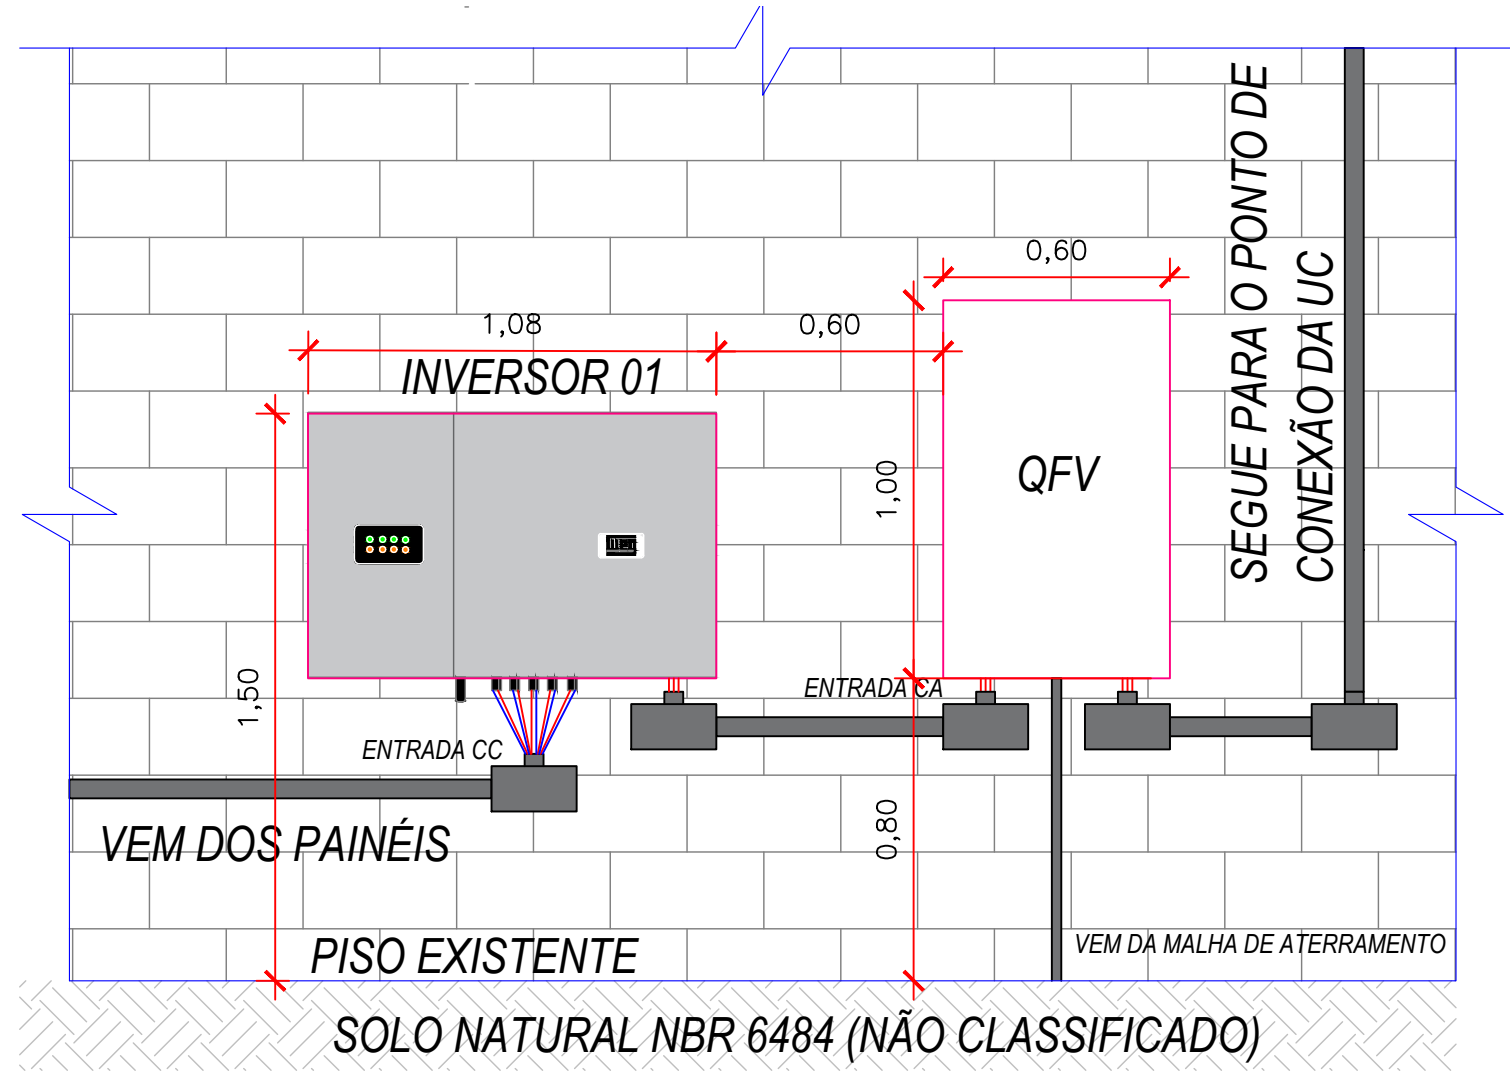 SEGUE PARA O PONTO DE
CONEXÃO DA UC
0,60
1,08
0,60
INVERSOR 01
1,00
QFV
1,50
ENTRADA CA
ENTRADA CC
0,80
VEM DOS PAINÉIS
PISO EXISTENTE
VEM DA MALHA DE ATERRAMENTO
SOLO NATURAL NBR 6484 (NÃO CLASSIFICADO)